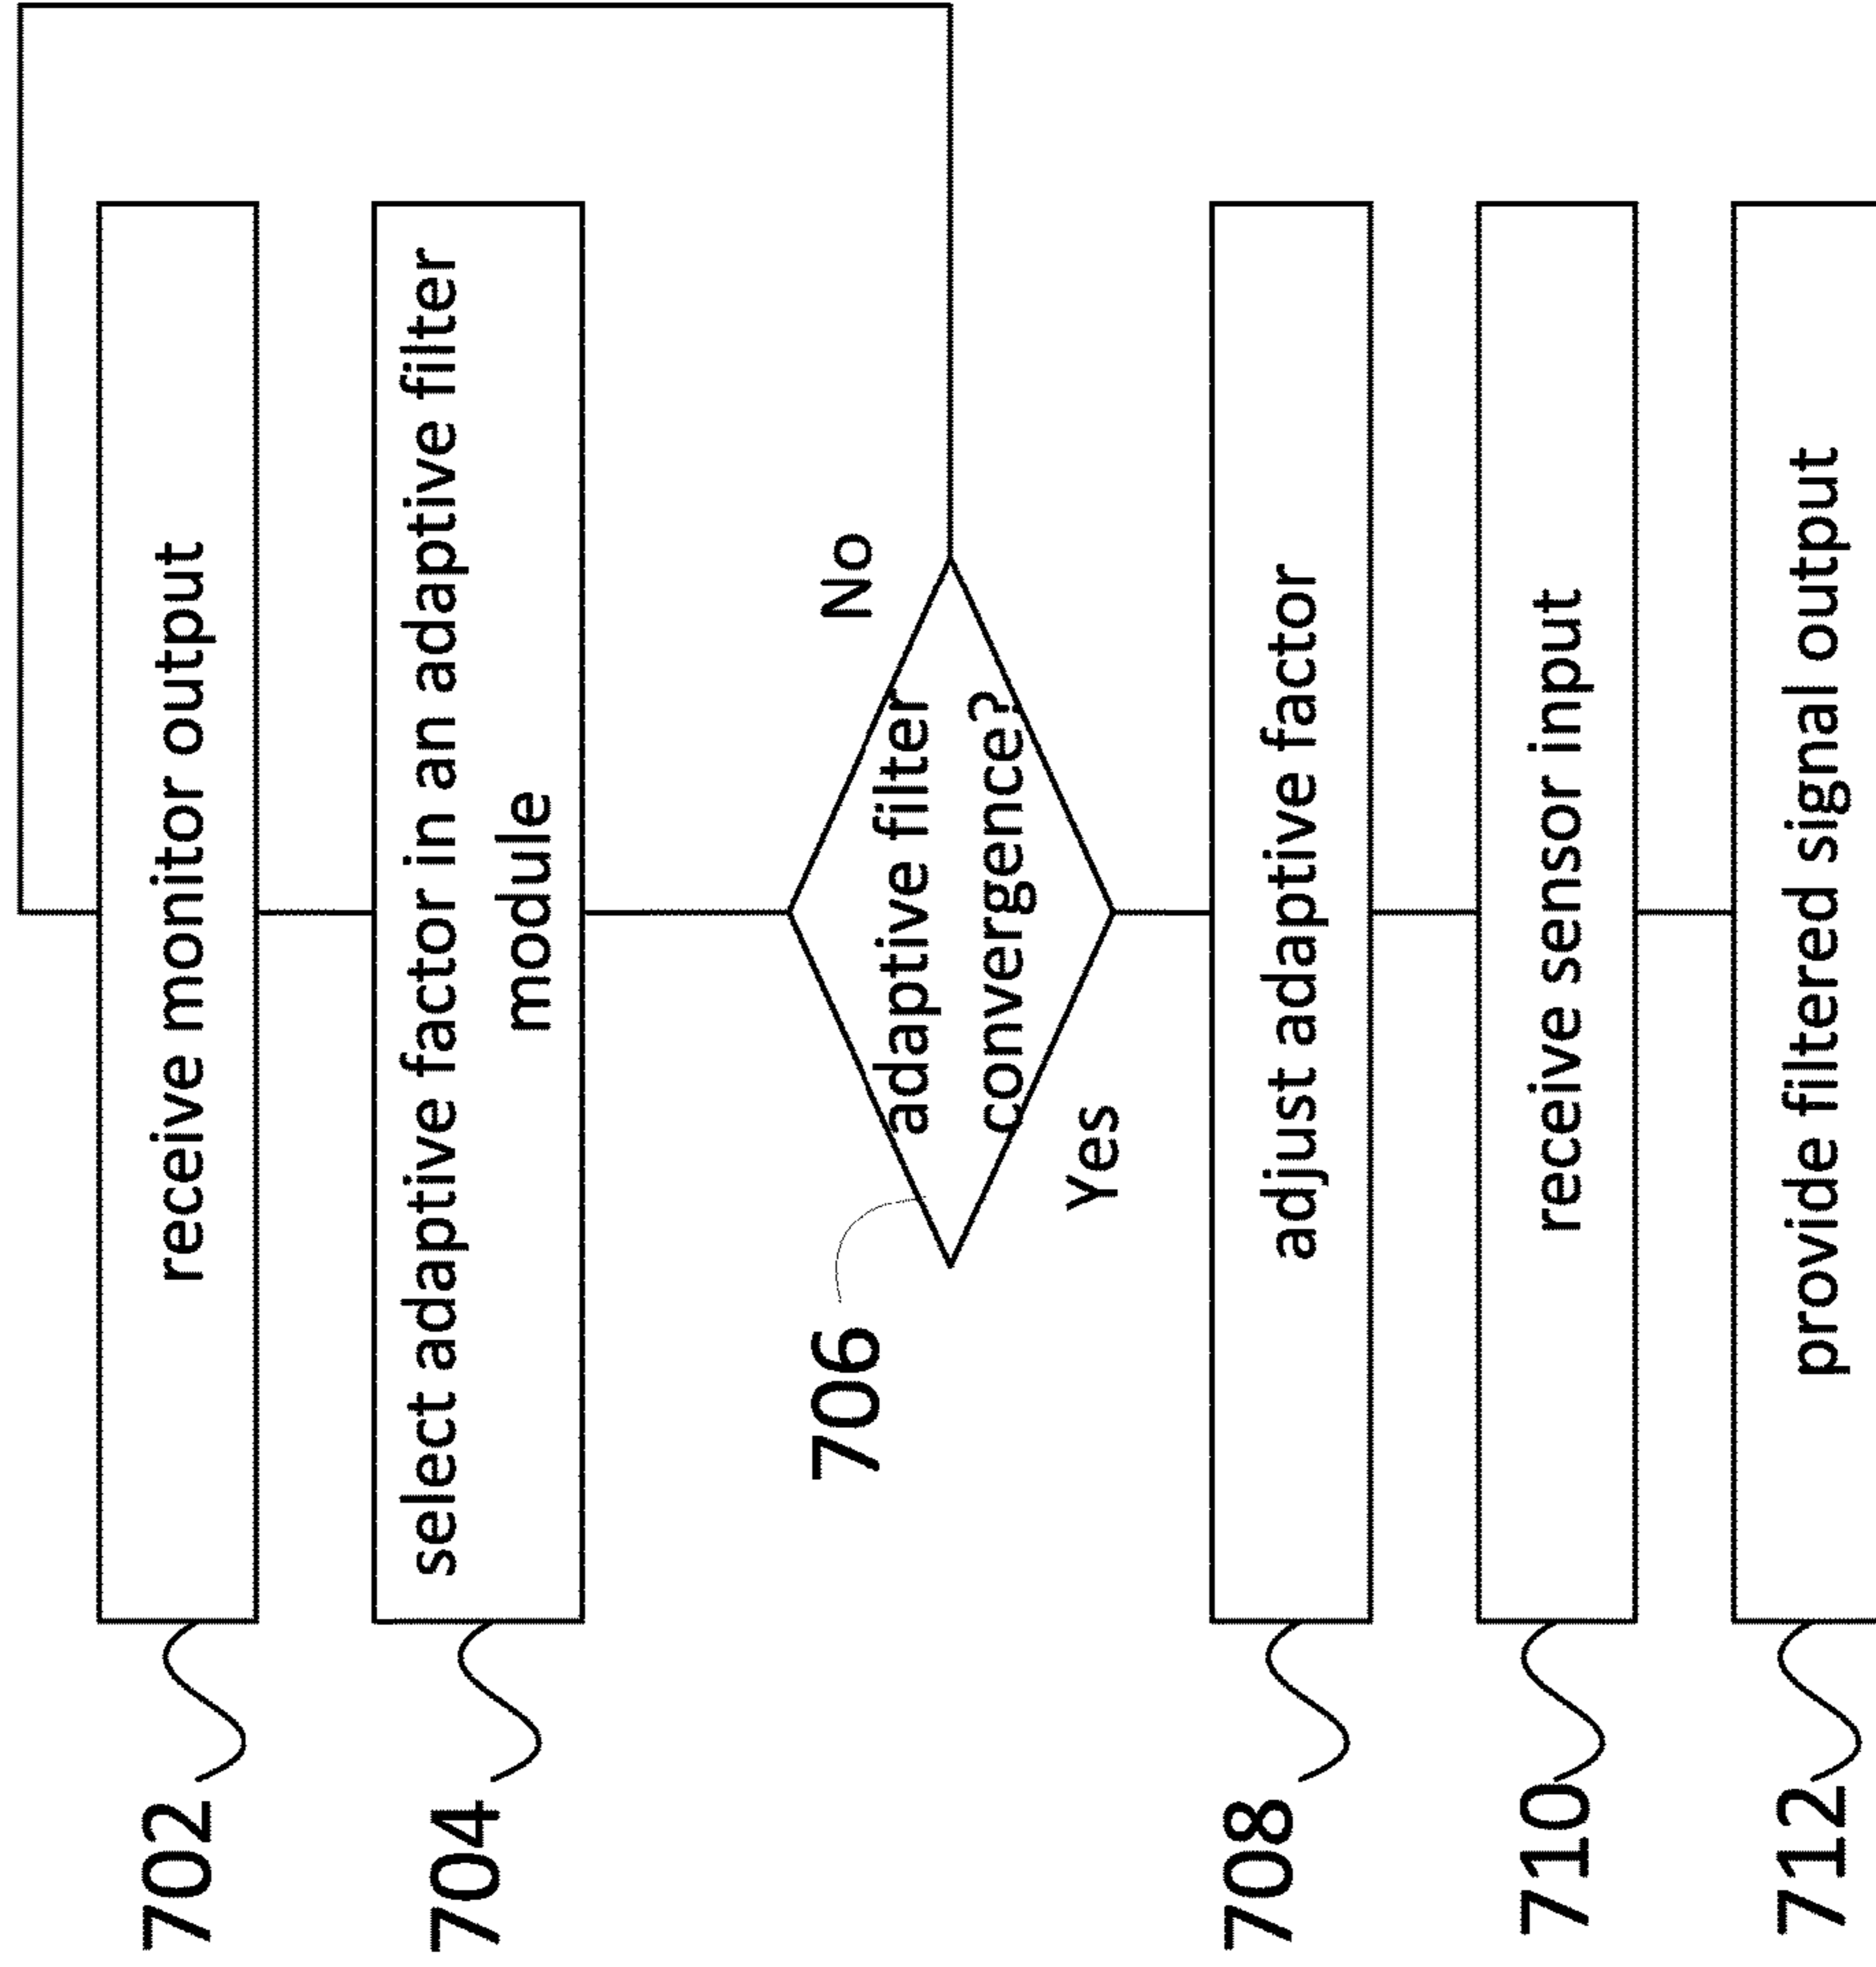 702
receive monitor output
704
select adaptive factor in an adaptive filter
module
706
adaptive filter
convergence?
No
Yes
708
adjust adaptive factor
710
receive sensor input
712
provide filtered signal output